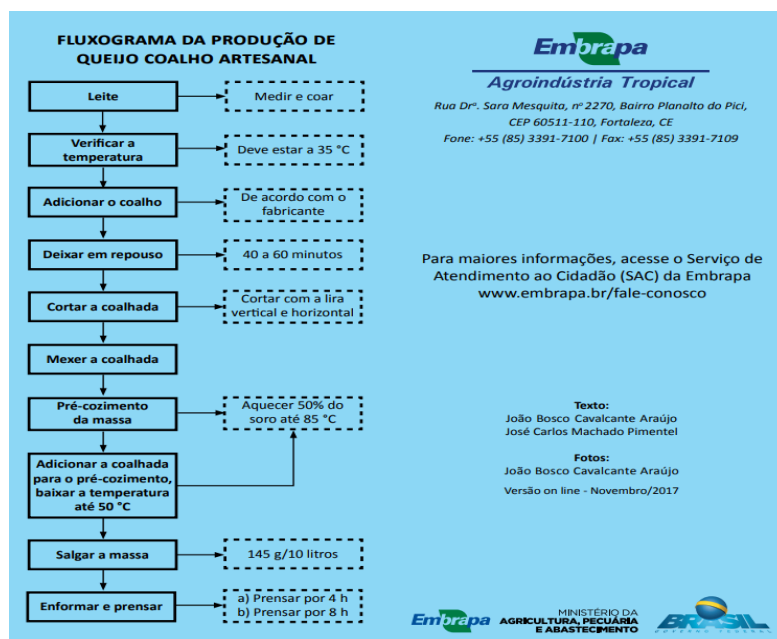 FLUXOGRAMA DA PRODUÇÃO DE
QUEIJO COALHO ARTESANAL
Leite
Medir e coar
Verificar a
temperatura
Deve estar a 35 °C
Adicionar o coalho
De acordo com o
fabricante
Deixar em repouso
40 a 60 minutos
Cortar a coalhada
Cortar com a lira
vertical e horizontal
Mexer a coalhada
Pré-cozimento
da massa
Aquecer 50% do
soro até 85 °C
Adicionar a coalhada
para o pré-cozimento,
baixar a temperatura
até 50 °C
Salgar a massa
145 g/10 litros
Enformar e prensar
a) Prensar por 4 h
b) Prensar por 8 h
Embrapa
Agroindústria Tropical
Rua Drª. Sara Mesquita, nº 2270, Bairro Planalto do Pici,
CEP 60511-110, Fortaleza, CE
Fone: +55 (85) 3391-7100 | Fax: +55 (85) 3391-7109
Para maiores informações, acesse o Serviço de
Atendimento ao Cidadão (SAC) da Embrapa
www.embrapa.br/fale-conosco
Texto:
João Bosco Cavalcante Araújo
José Carlos Machado Pimentel
Fotos:
João Bosco Cavalcante Araújo
Versão on line - Novembro/2017
Embrapa
MINISTÉRIO DA
AGRICULTURA, PECUÁRIA
E ABASTECIMENTO
BRASIL
GOVERNO FEDERAL